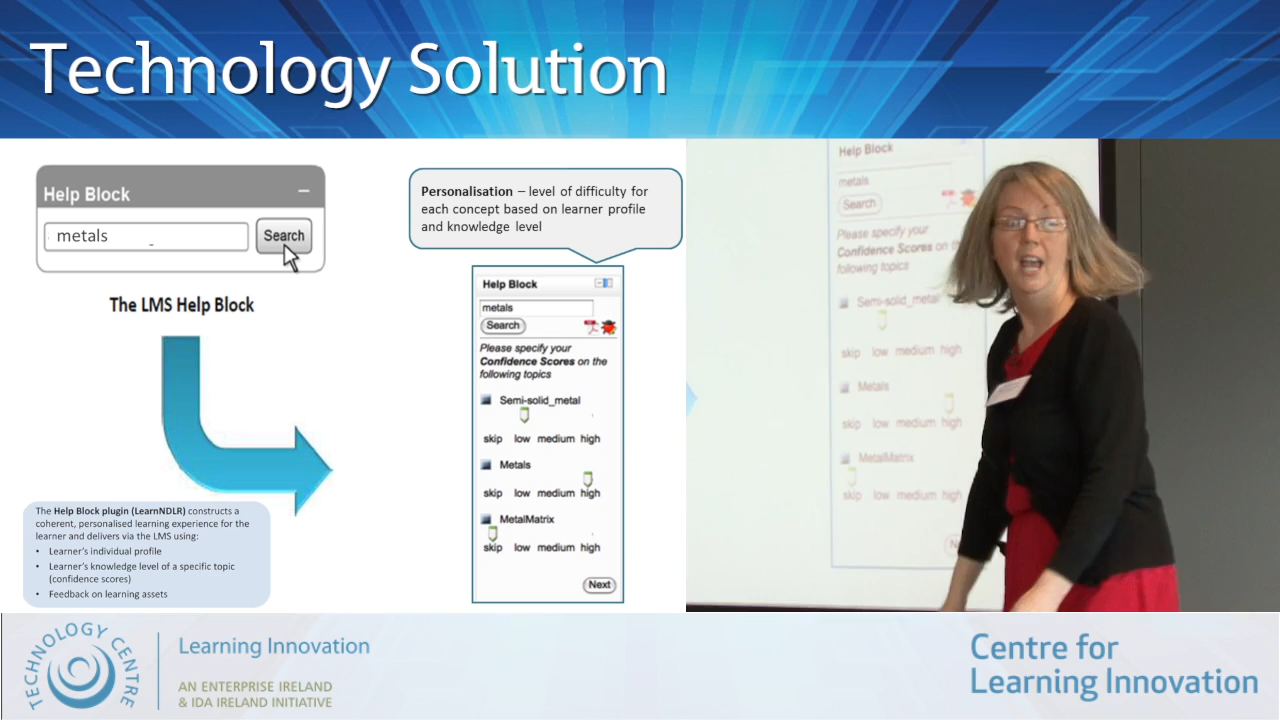 Technology Solution
Help Block
metals
Search
The LMS Help Block
The Help Block plugin (LearnNDLR) constructs a
coherent, personalised learning experience for the
learner and delivers via the LMS using:
• Learner's individual profile
• Learner's knowledge level of a specific topic
(confidence scores)
• Feedback on learning assets
Personalisation – level of difficulty for
each concept based on learner profile
and knowledge level
Help Block
metals
Search
Please specify your
Confidence Scores on the
following topics
Semi-solid_metal
skip low medium high
Metals
skip low medium high
MetalMatrix
skip low medium high
Next
Help Block
metals
Search
Please specify your
Confidence Scores on
following topics
Semi-solid_metal
skip low medium high
Metals
skip low medium high
MetalMatrix
skip low medium high
TECHNOLOGY CENTRE
Learning Innovation
AN ENTERPRISE IRELAND
& IDA IRELAND INITIATIVE
Centre for
Learning Innovation